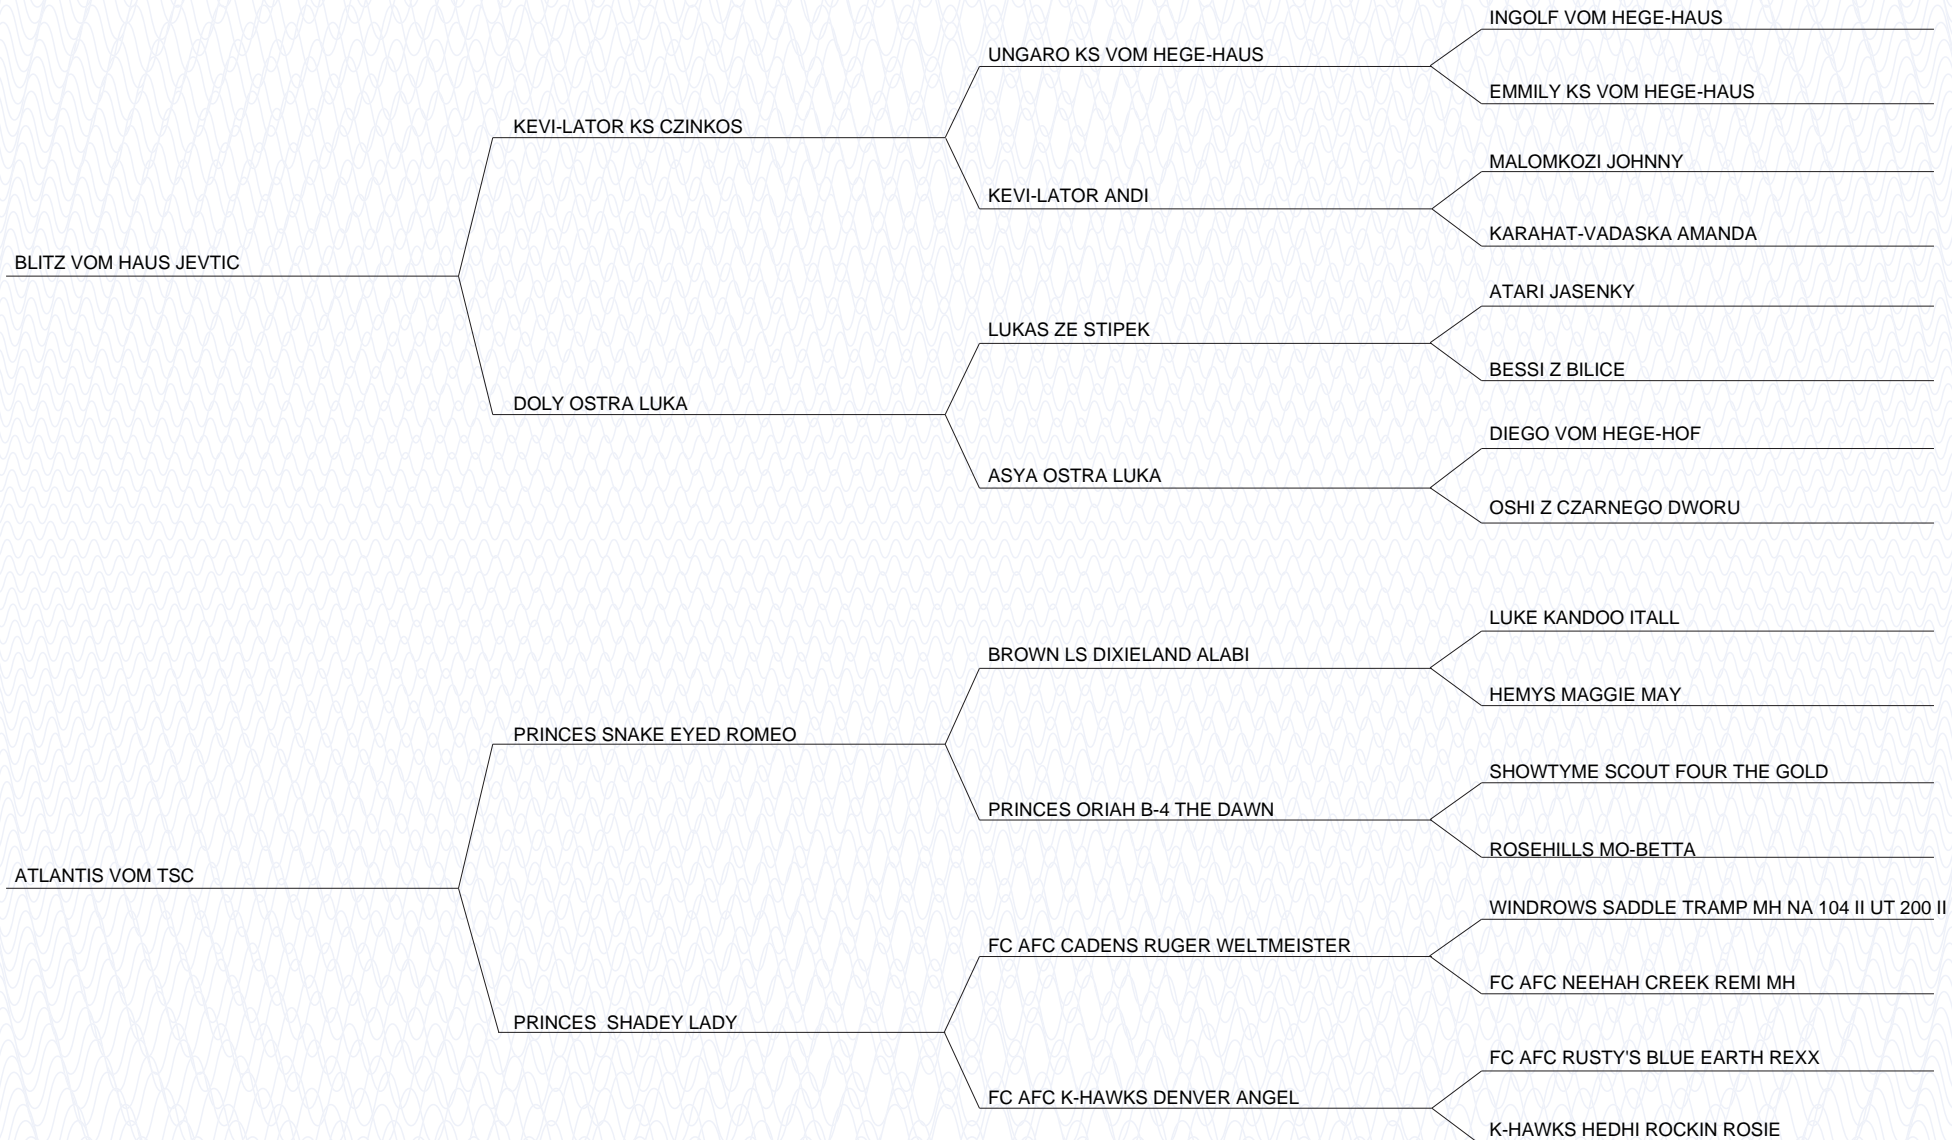 INGOLF VOM HEGE-HAUS
UNGARO KS VOM HEGE-HAUS
EMMILY KS VOM HEGE-HAUS
KEVI-LATOR KS CZINKOS
MALOMKOZI JOHNNY
KEVI-LATOR ANDI
KARAHAT-VADASKA AMANDA
BLITZ VOM HAUS JEVTIC
ATARI JASENKY
LUKAS ZE STIPEK
BESSI Z BILICE
DOLY OSTRA LUKA
DIEGO VOM HEGE-HOF
ASYA OSTRA LUKA
OSHI Z CZARNEGO DWORU
LUKE KANDOO ITALL
BROWN LS DIXIELAND ALABI
HEMYS MAGGIE MAY
PRINCES SNAKE EYED ROMEO
SHOWTYME SCOUT FOUR THE GOLD
PRINCES ORIAH B-4 THE DAWN
ROSEHILLS MO-BETTA
ATLANTIS VOM TSC
WINDROWS SADDLE TRAMP MH NA 104 II UT 200 II
FC AFC CADENS RUGER WELTMEISTER
FC AFC NEEHAH CREEK REMI MH
PRINCES  SHADEY LADY
FC AFC RUSTY'S BLUE EARTH REXX
FC AFC K-HAWKS DENVER ANGEL
K-HAWKS HEDHI ROCKIN ROSIE